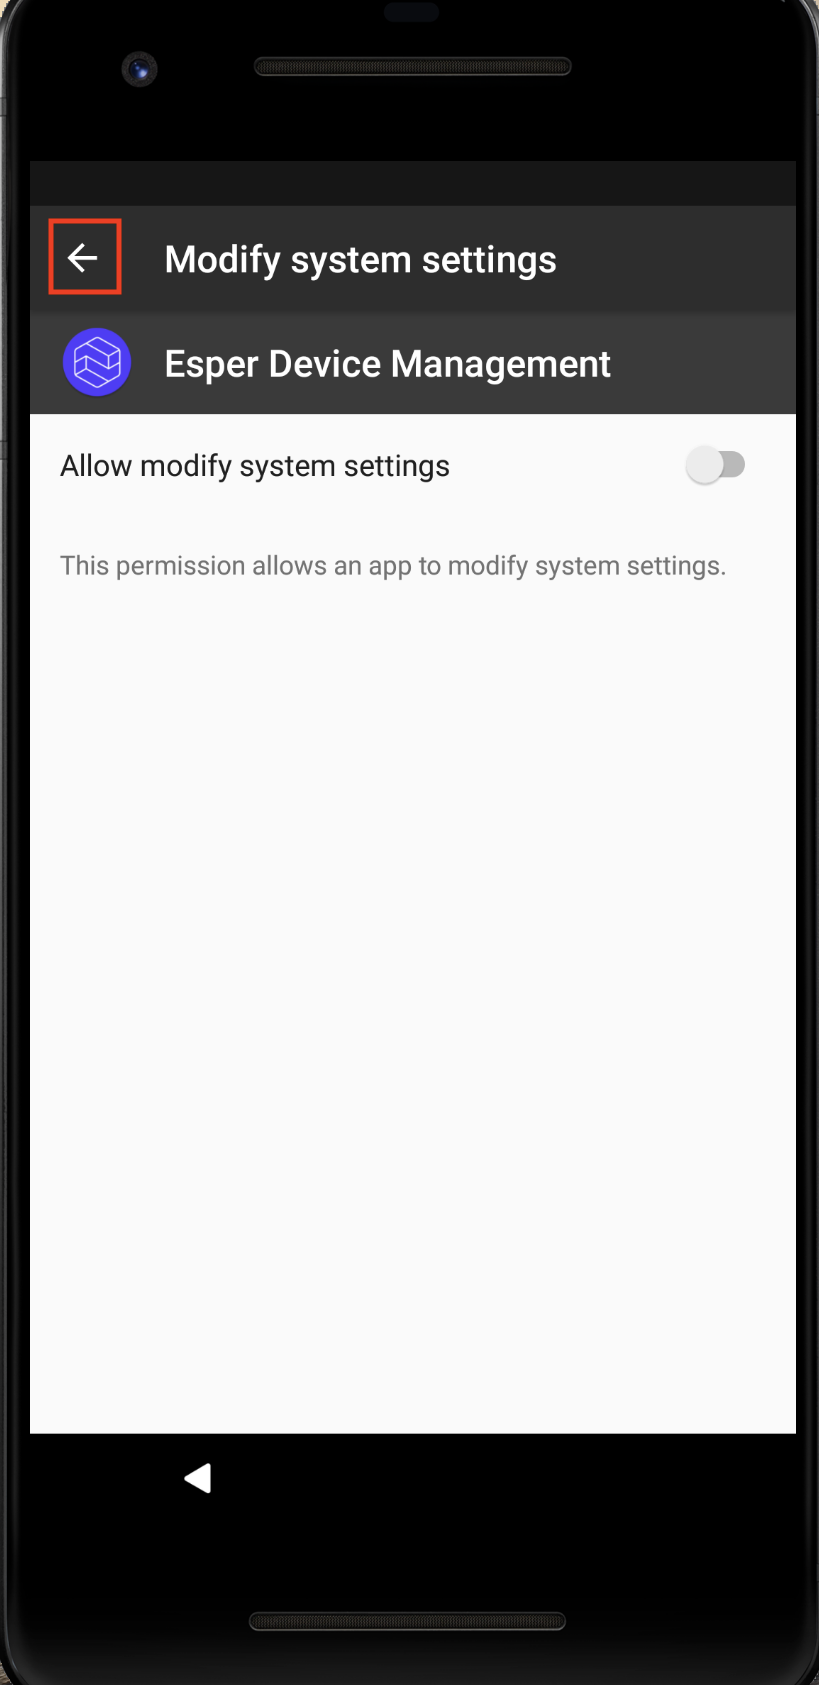 Modify system settings
Esper Device Management
Allow modify system settings
This permission allows an app to modify system settings.